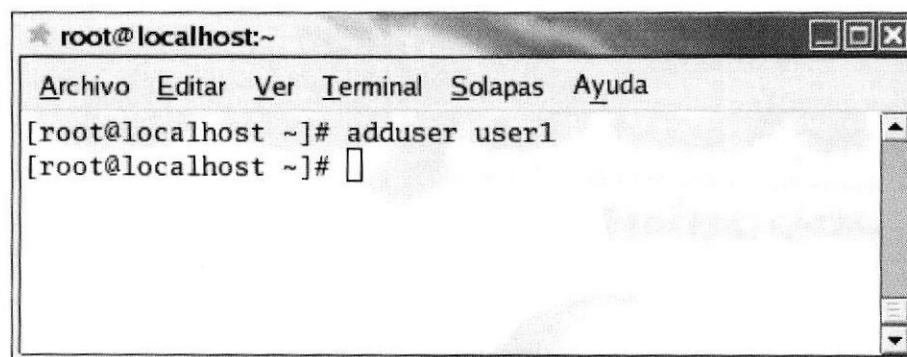 root@localhost:~
Archivo Editar Ver Terminal Solapas Ayuda
[root@localhost ~]# adduser user1
[root@localhost ~]#